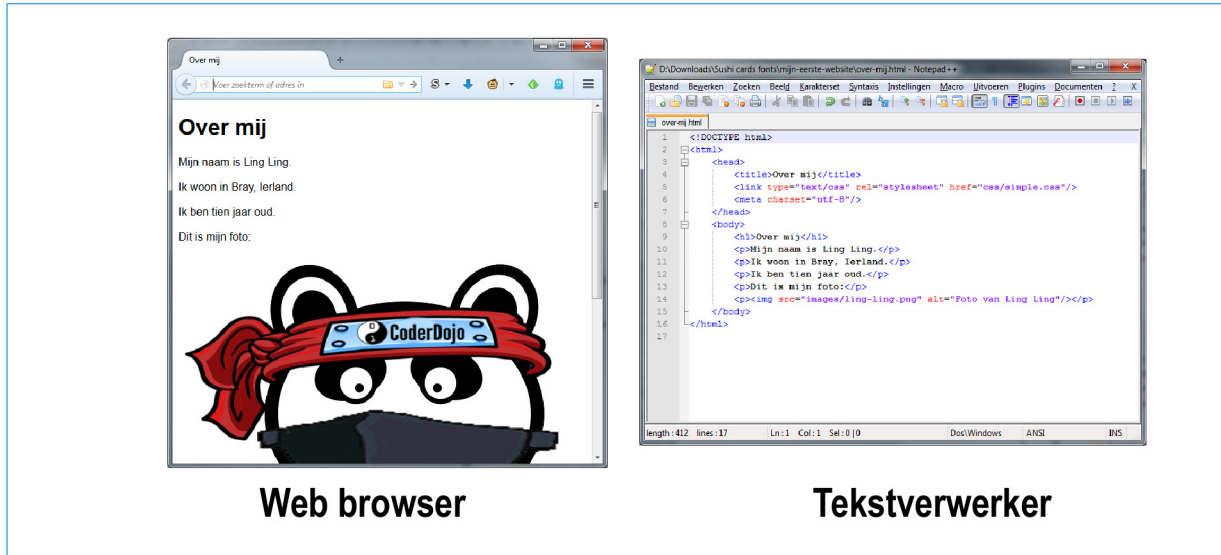 Over mij
Voer zoekterm of adres in
Over mij
Mijn naam is Ling Ling.
Ik woon in Bray, Ierland.
Ik ben tien jaar oud.
Dit is mijn foto:
CoderDojo
Web browser
D:\Downloads\Sushi cards fonts\mijn-eerste-website\over-mij.html - Notepad++
Bestand Bewerken Zoeken Beeld Karakterset Syntaxis Instellingen Macro Uitvoeren Plugins Documenten ? X
over-mij.html
1 <!DOCTYPE html>
2 <html>
3 <head>
4 <title>Over mij</title>
5 <link type="text/css" rel="stylesheet" href="css/simple.css"/>
6 <meta charset="utf-8"/>
7 </head>
8 <body>
9 <h1>Over mij</h1>
10 <p>Mijn naam is Ling Ling.</p>
11 <p>Ik woon in Bray, Ierland.</p>
12 <p>Ik ben tien jaar oud.</p>
13 <p>Dit is mijn foto:</p>
14 <p><img src="images/ling-ling.png" alt="Foto van Ling Ling"/></p>
15 </body>
16 </html>
17
length : 412 lines : 17 Ln : 1 Col : 1 Sel : 0 | 0 Dos\Windows ANSI INS
Tekstverwerker